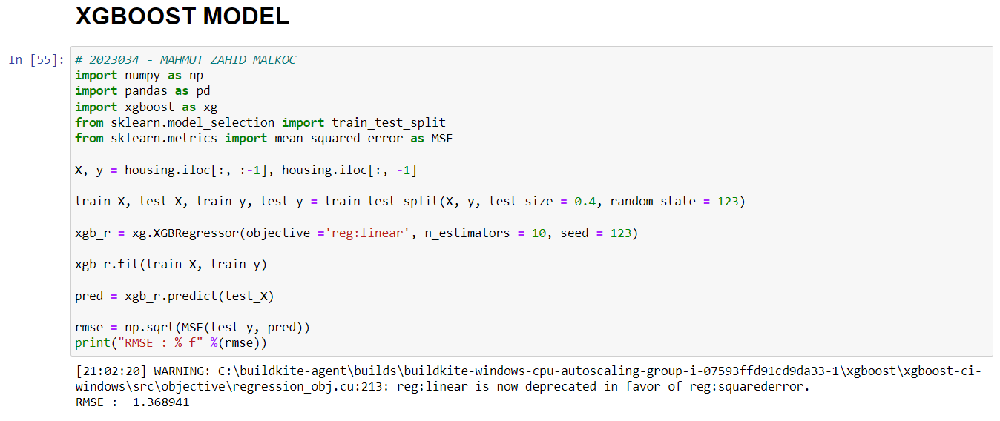 XGBOOST MODEL
In [55]:
# 2023034 - MAHMUT ZAHID MALKOC
import numpy as np
import pandas as pd
import xgboost as xg
from sklearn.model_selection import train_test_split
from sklearn.metrics import mean_squared_error as MSE
X, y = housing.iloc[:, :-1], housing.iloc[:, -1]
train_X, test_X, train_y, test_y = train_test_split(X, y, test_size = 0.4, random_state = 123)
xgb_r = xg.XGBRegressor(objective ='reg:linear', n_estimators = 10, seed = 123)
xgb_r.fit(train_X, train_y)
pred = xgb_r.predict(test_X)
rmse = np.sqrt(MSE(test_y, pred))
print("RMSE : % f" %(rmse))
[21:02:20] WARNING: C:\buildkite-agent\builds\buildkite-windows-cpu-autoscaling-group-i-07593ffd91cd9da33-1\xgboost\xgboost-ci-
windows\src\objective\regression_obj.cu:213: reg:linear is now deprecated in favor of reg:squarederror.
RMSE :  1.368941